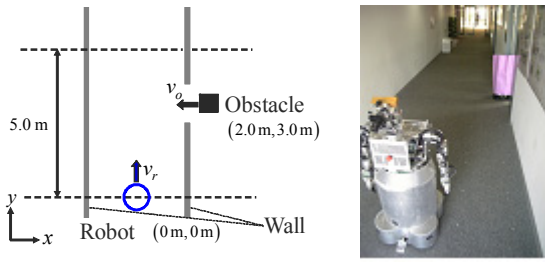 v_o
Obstacle
(2.0 m, 3.0 m)
5.0 m
v_r
y
x
Robot
(0 m, 0 m)
Wall